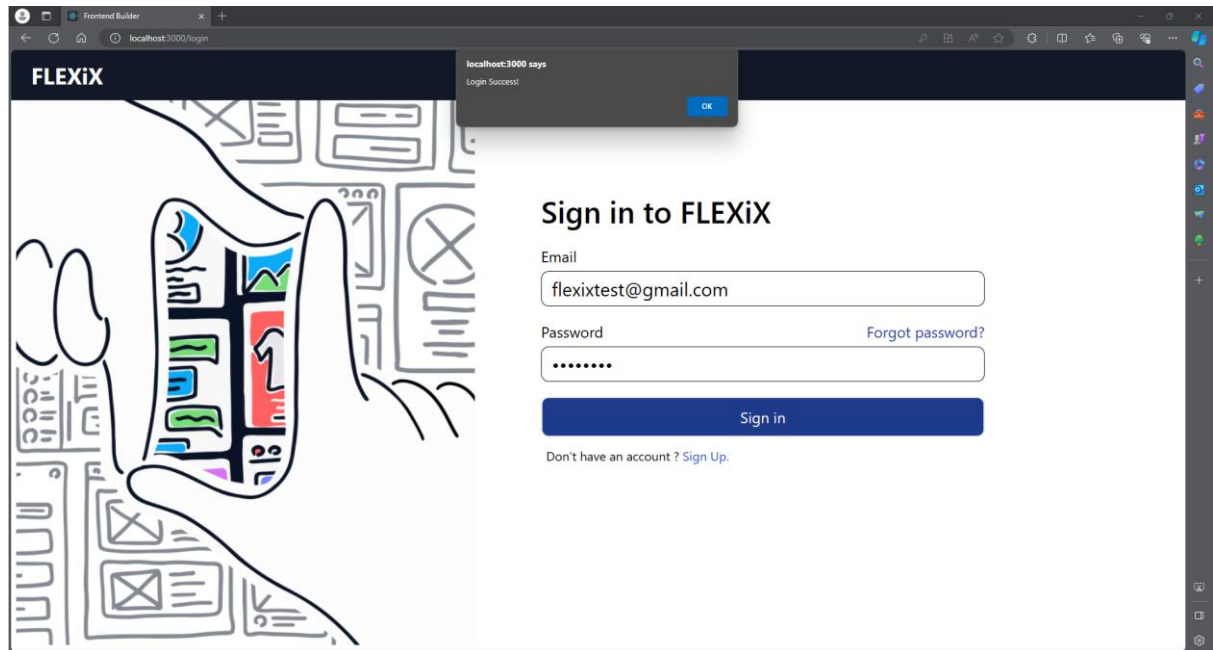 Frontend Builder
localhost:3000/login
FLEXiX
localhost:3000 says
Login Success!
OK
Sign in to FLEXiX
Email
flexixtest@gmail.com
Password Forgot password?
••••••••
Sign in
Don't have an account ? Sign Up.